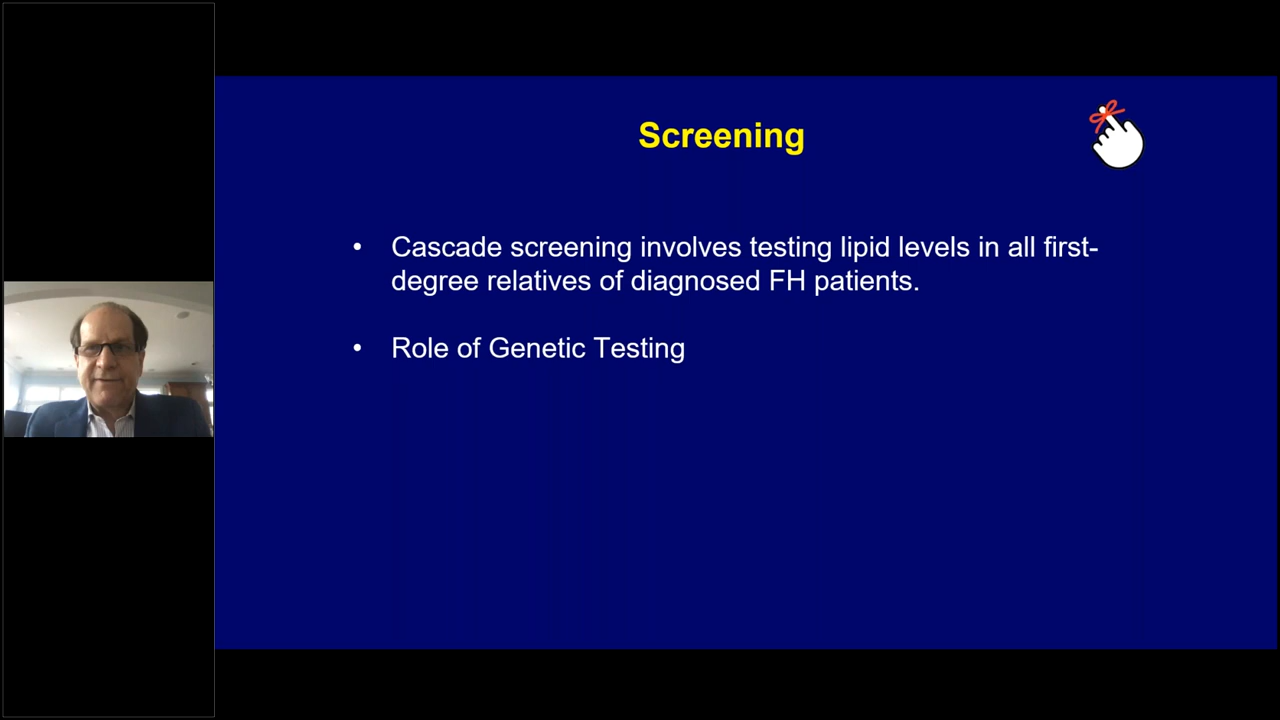 Screening
• Cascade screening involves testing lipid levels in all first-
degree relatives of diagnosed FH patients.
• Role of Genetic Testing